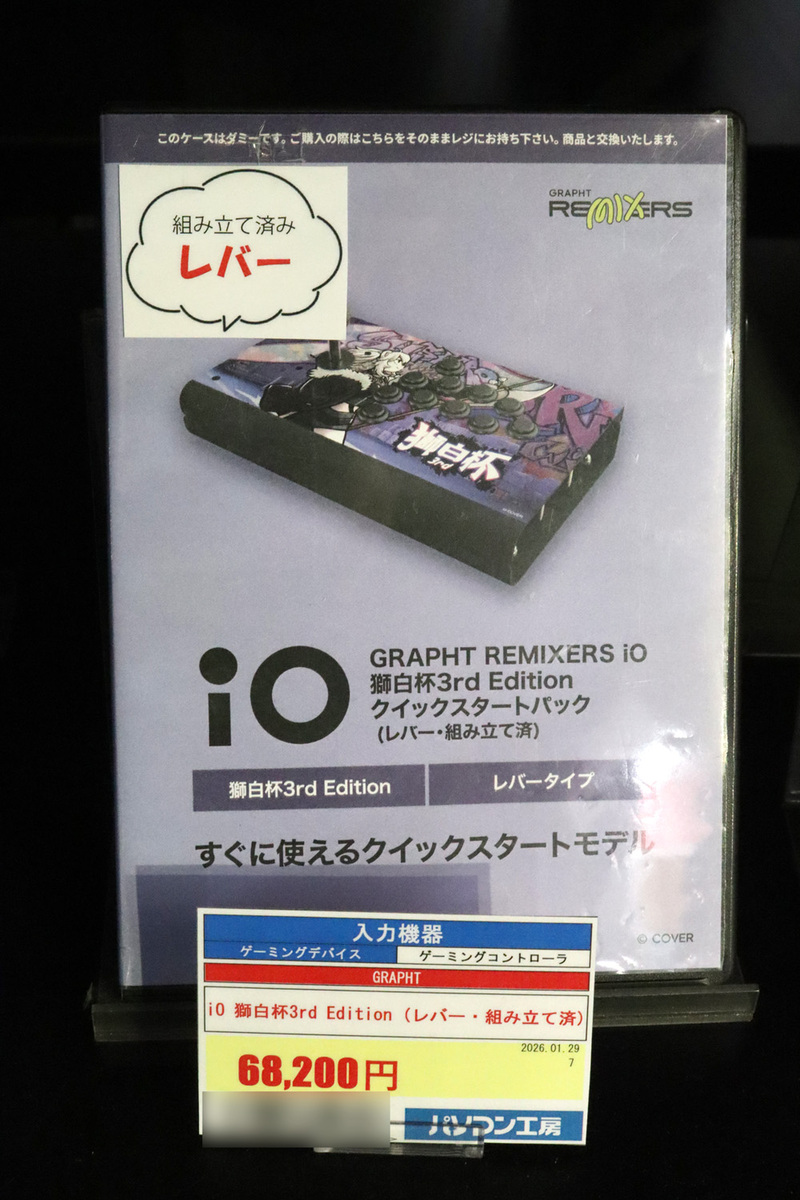 このケースはダミーです。ご購入の際はこちらをそのままレジにお持ち下さい。商品と交換いたします。
組み立て済み
レバー
GRAPHT
REMIXERS
獅白杯
3rd
iO
GRAPHT REMIXERS iO
獅白杯3rd Edition
クイックスタートパック
(レバー・組み立て済)
獅白杯3rd Edition
レバータイプ
すぐに使えるクイックスタートモデル
© COVER
入力機器
ゲーミングデバイス ゲーミングコントローラ
GRAPHT
iO 獅白杯3rd Edition (レバー・組み立て済)
2026.01.29
7
68,200円
パソコン工房